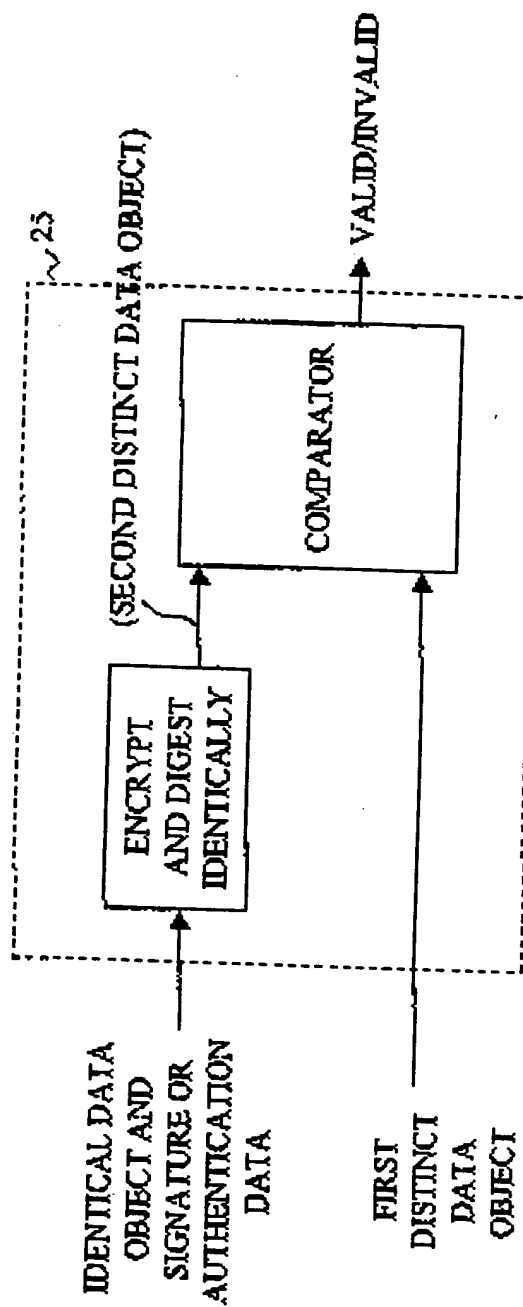 IDENTICAL DATA
OBJECT AND
SIGNATURE OR
AUTHENTICATION
DATA
FIRST
DISTINCT
DATA
OBJECT
ENCRYPT
AND DIGEST
IDENTICALLY
(SECOND DISTINCT DATA OBJECT)
COMPARATOR
23
VALID/INVALID